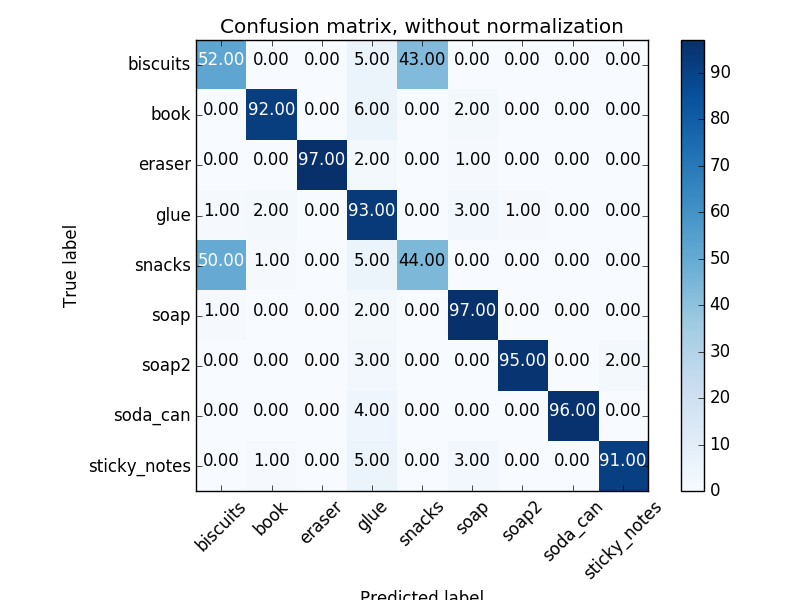 Confusion matrix, without normalization
biscuits 52.00 0.00 0.00 5.00 43.00 0.00 0.00 0.00 0.00
book 0.00 92.00 0.00 6.00 0.00 2.00 0.00 0.00 0.00
eraser 0.00 0.00 97.00 2.00 0.00 1.00 0.00 0.00 0.00
glue 1.00 2.00 0.00 93.00 0.00 3.00 1.00 0.00 0.00
snacks 50.00 1.00 0.00 5.00 44.00 0.00 0.00 0.00 0.00
soap 1.00 0.00 0.00 2.00 0.00 97.00 0.00 0.00 0.00
soap2 0.00 0.00 0.00 3.00 0.00 0.00 95.00 0.00 2.00
soda_can 0.00 0.00 0.00 4.00 0.00 0.00 0.00 96.00 0.00
sticky_notes 0.00 1.00 0.00 5.00 0.00 3.00 0.00 0.00 91.00
biscuits book eraser glue snacks soap soap2 soda_can sticky_notes
True label
Predicted label
90
80
70
60
50
40
30
20
10
0